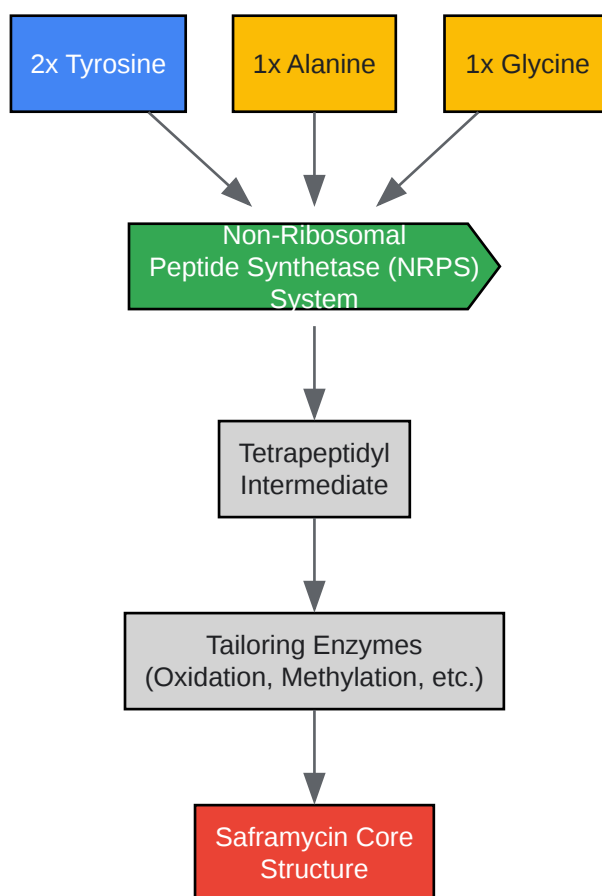 2x Tyrosine
1x Alanine
1x Glycine
Non-Ribosomal
Peptide Synthetase (NRPS)
System
Tetrapeptidyl
Intermediate
Tailoring Enzymes
(Oxidation, Methylation, etc.)
Saframycin Core
Structure